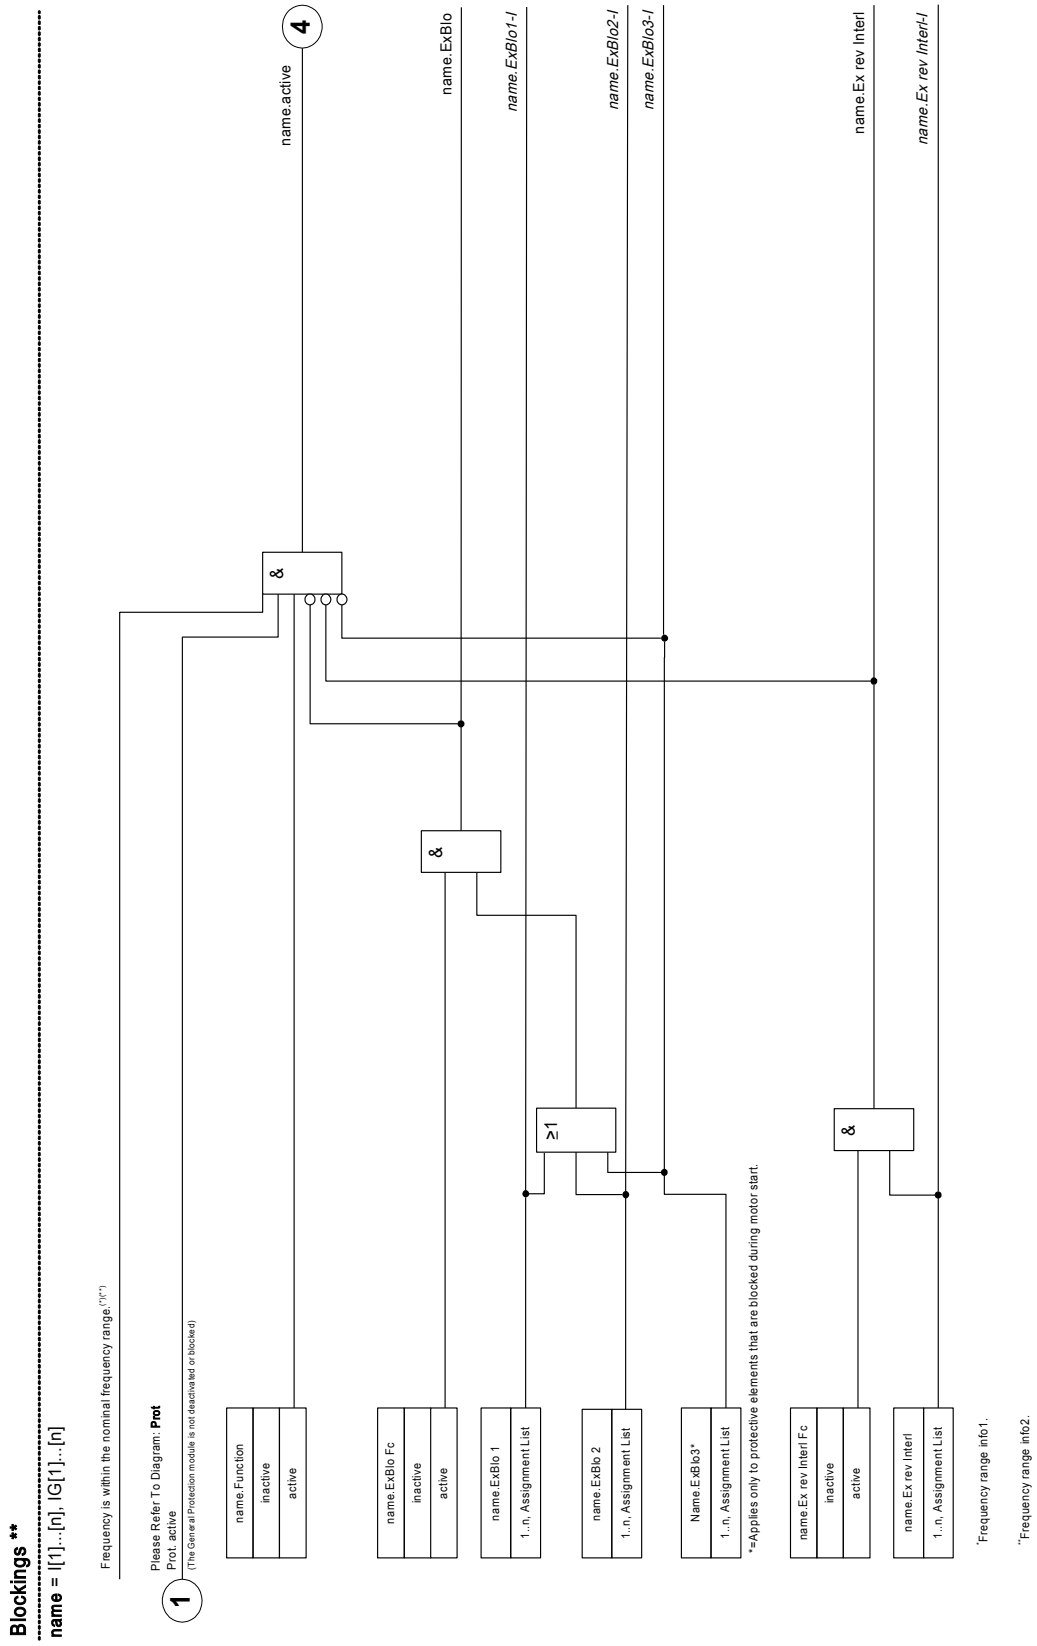 Blockings **
name = I[1]...[n], IG[1]...[n]
Frequency is within the nominal frequency range.(*)(**)
Please Refer To Diagram: Prot
Prot. active
1
(The General Protection module is not deactivated or blocked)
name.Function
inactive
active
name.ExBlo Fc
inactive
active
name.ExBlo 1
1..n, Assignment List
name.ExBlo 2
1..n, Assignment List
Name.ExBlo3*
1..n, Assignment List
*=Applies only to protective elements that are blocked during motor start.
name.Ex rev Interl Fc
inactive
active
name.Ex rev Interl
1..n, Assignment List
*Frequency range info1.
**Frequency range info2.
≥1
&
&
&
name.active
4
name.ExBlo
name.ExBlo1-I
name.ExBlo2-I
name.ExBlo3-I
name.Ex rev Interl
name.Ex rev Interl-I